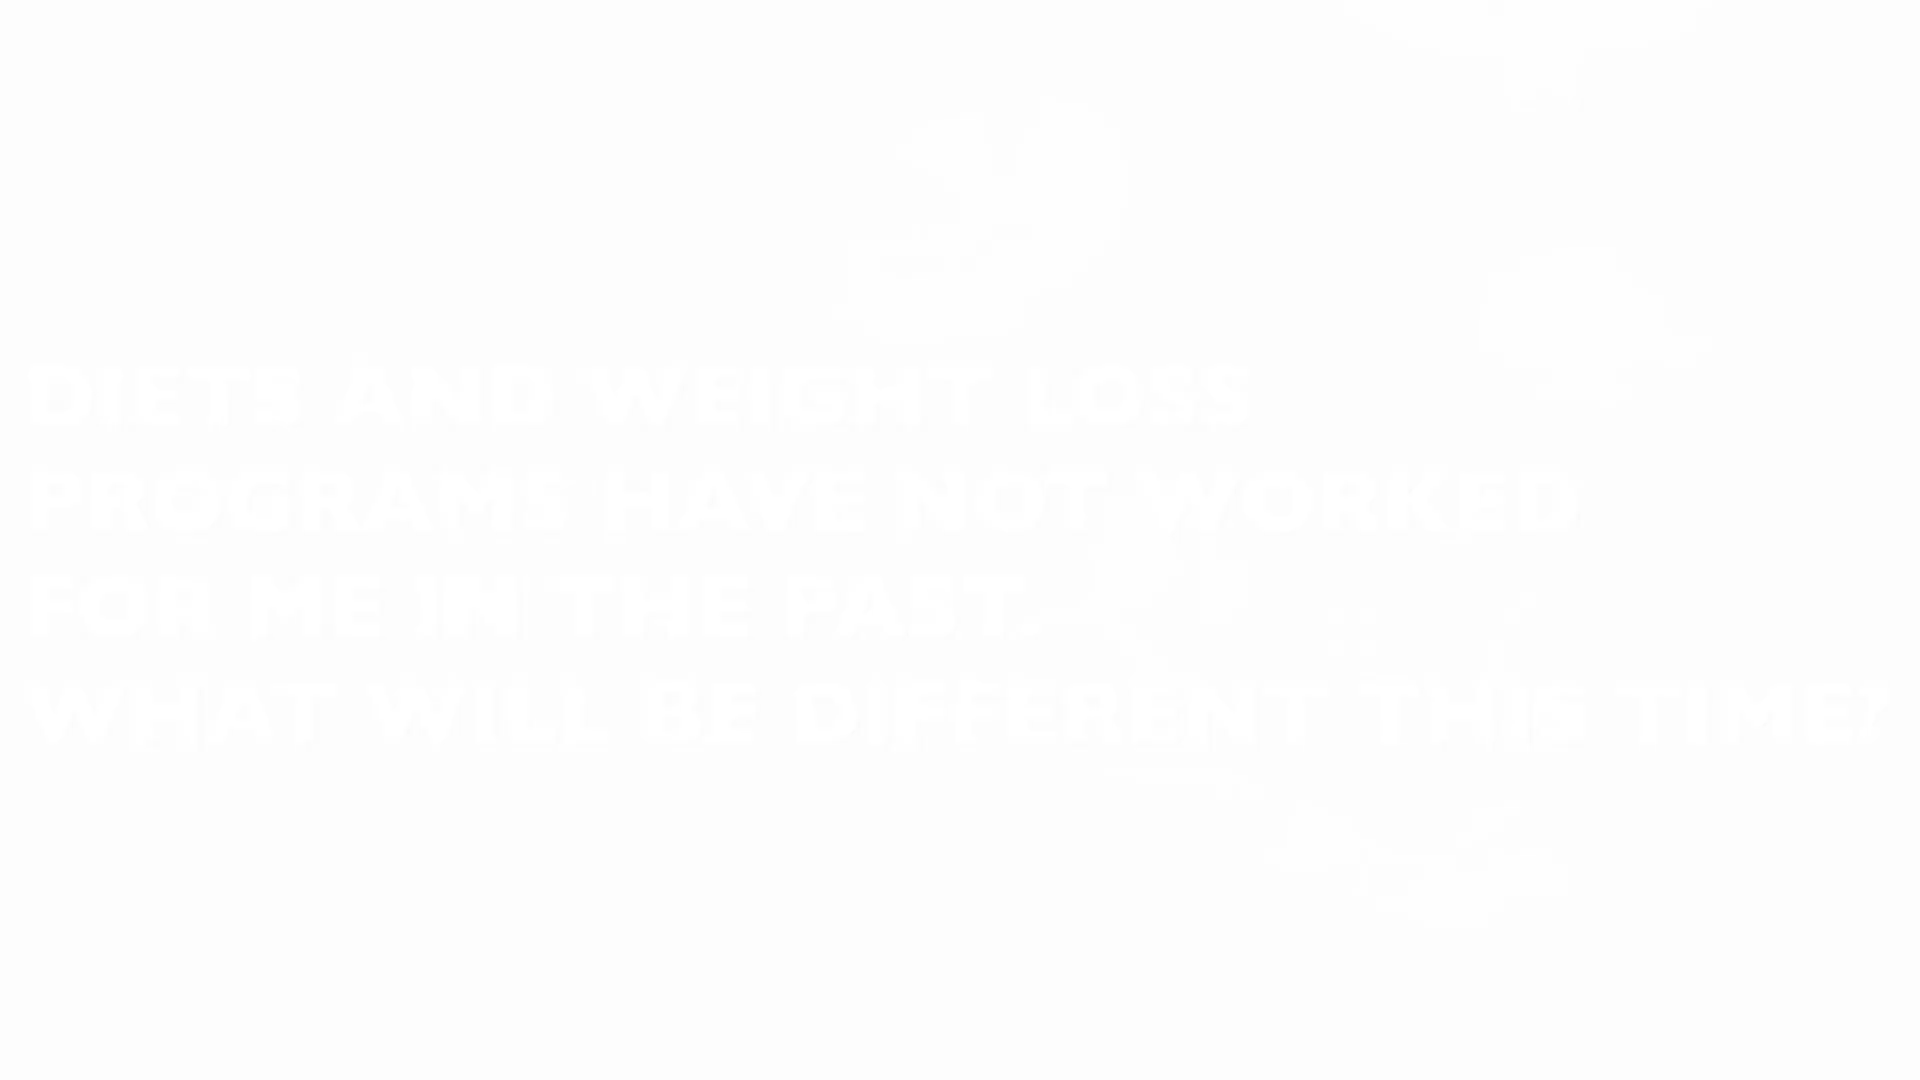 DIETS AND WEIGHT LOSS
PROGRAMS HAVE NOT WORKED
FOR ME IN THE PAST.
WHAT WILL BE DIFFERENT THIS TIME?